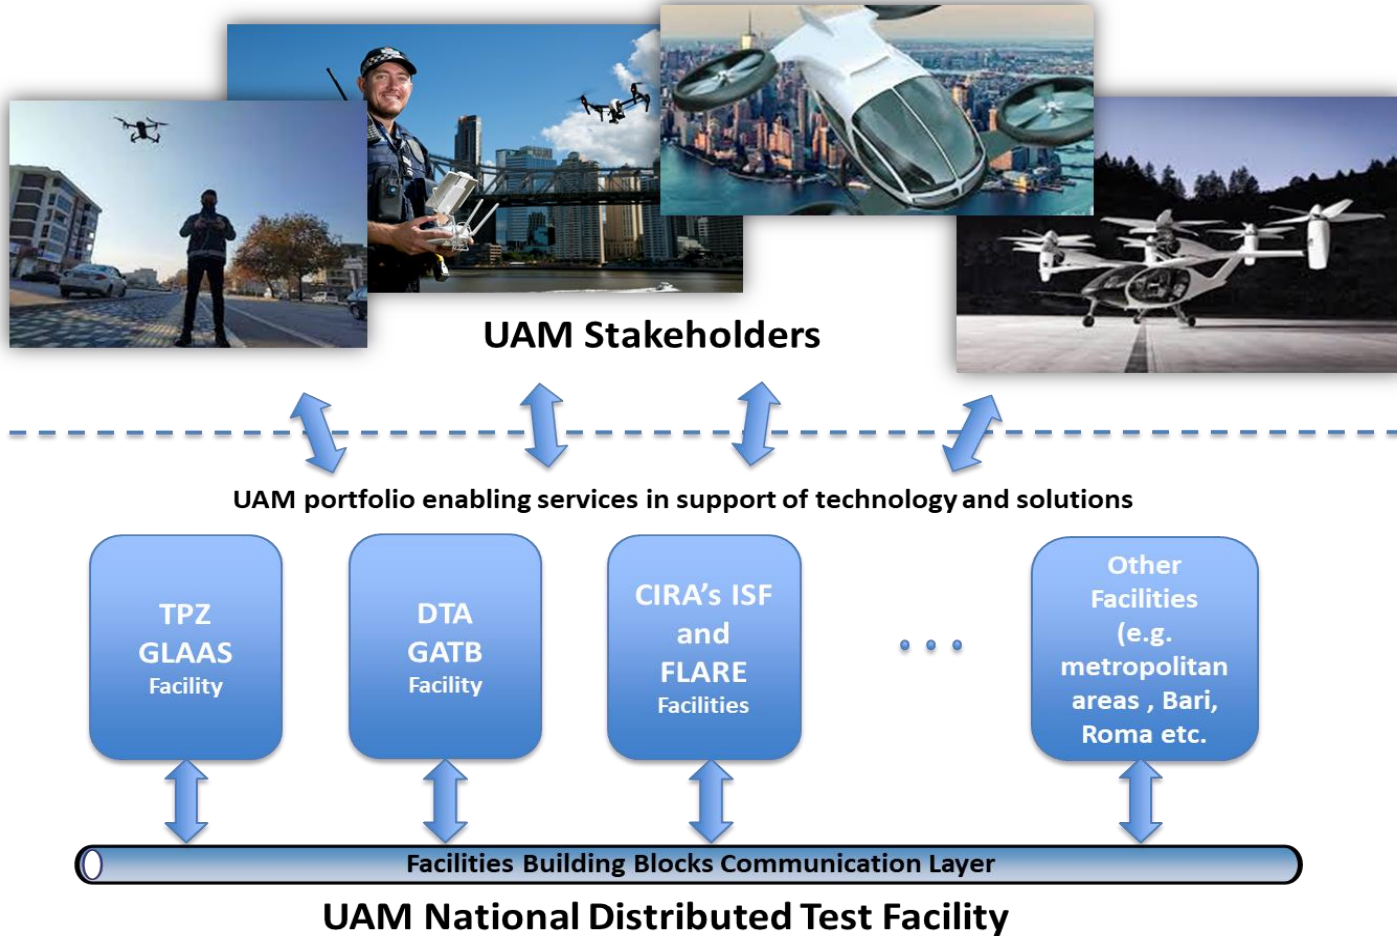 UAM Stakeholders
UAM portfolio enabling services in support of technology and solutions
TPZ
GLAAS
Facility
DTA
GATB
Facility
CIRA’s ISF
and
FLARE
Facilities
Other
Facilities
(e.g.
metropolitan
areas , Bari,
Roma etc.
Facilities Building Blocks Communication Layer
UAM National Distributed Test Facility